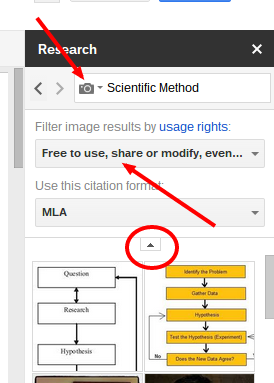 Research
Scientific Method
Filter image results by usage rights:
Free to use, share or modify, even...
Use this citation format:
MLA
Question
Research
Hypothesis
Identify the Problem
Gather Data
Hypothesis
Test the Hypothesis (Experiment)
Does the New Data Agree?
No